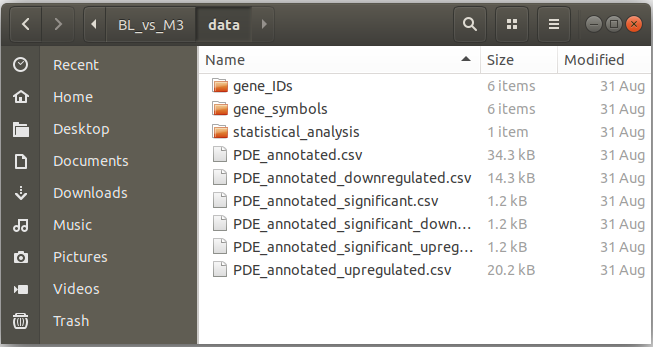 BL_vs_M3 data
Name Size Modified
Recent
Home
Desktop
Documents
Downloads
Music
Pictures
Videos
Trash
gene_IDs 6 items 31 Aug
gene_symbols 6 items 31 Aug
statistical_analysis 1 item 31 Aug
PDE_annotated.csv 34.3 kB 31 Aug
PDE_annotated_downregulated.csv 14.3 kB 31 Aug
PDE_annotated_significant.csv 1.2 kB 31 Aug
PDE_annotated_significant_down... 1.2 kB 31 Aug
PDE_annotated_significant_upreg... 1.2 kB 31 Aug
PDE_annotated_upregulated.csv 20.2 kB 31 Aug